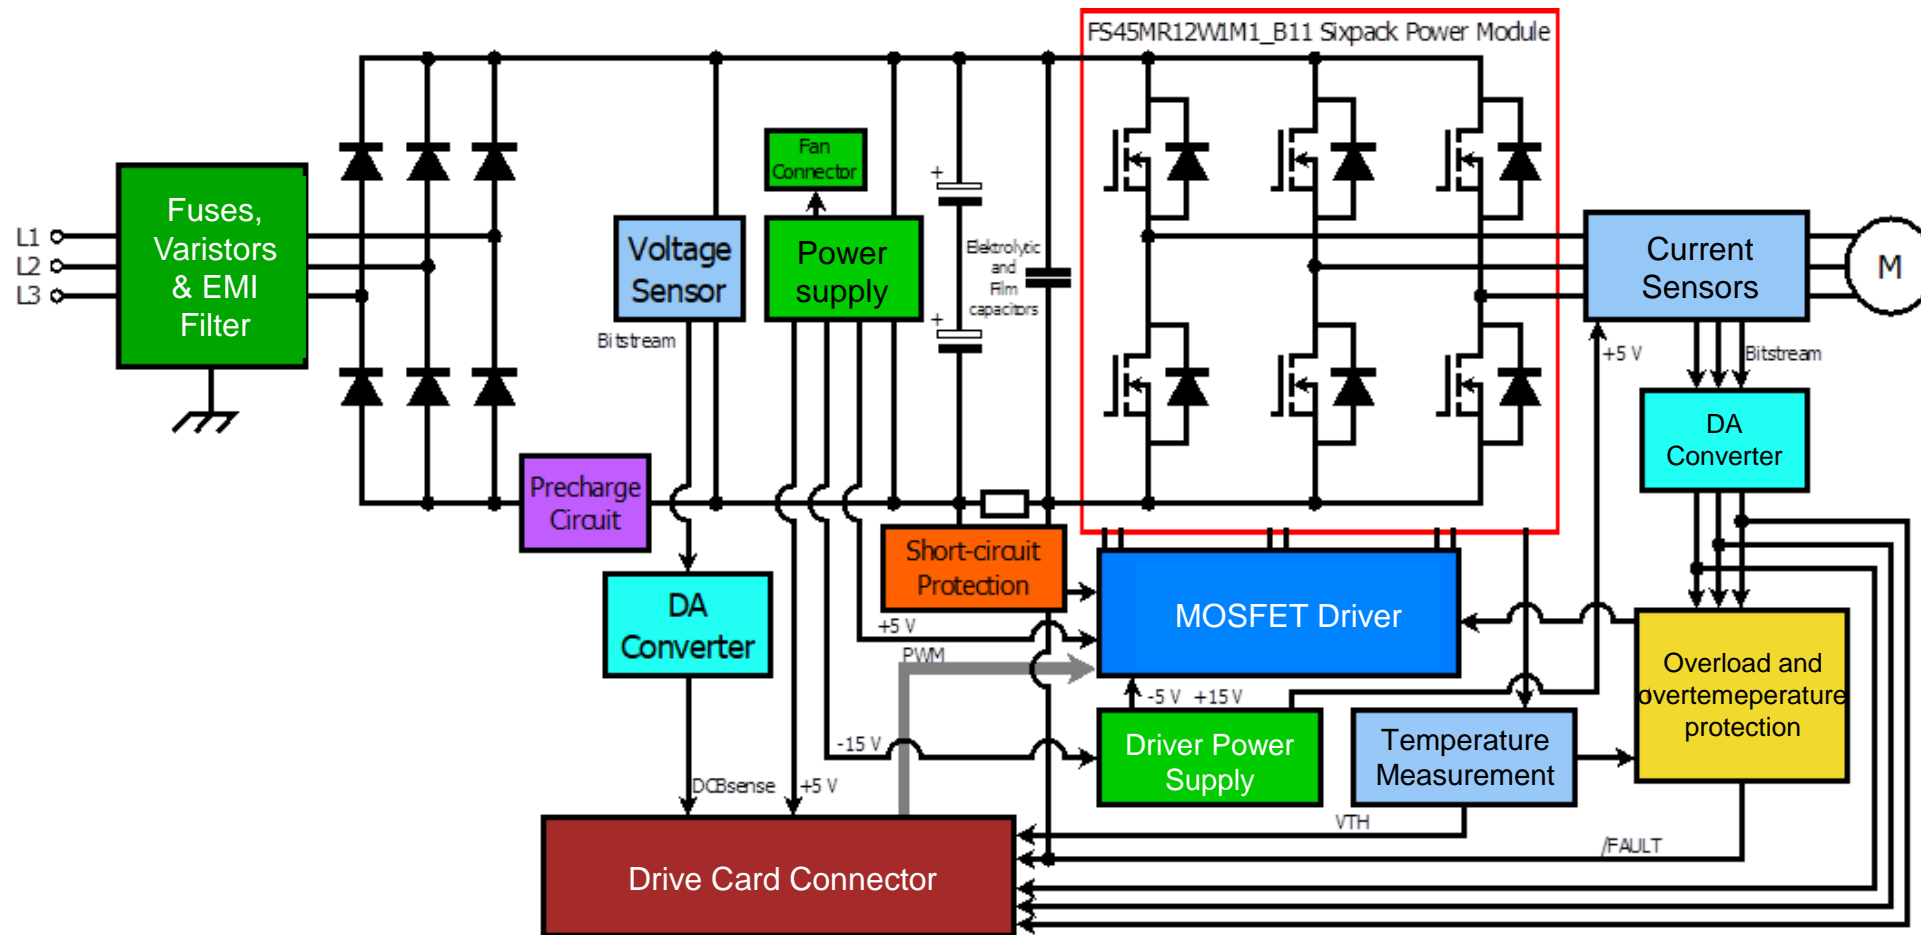 FS45MR12W1M1_B11 Sixpack Power Module
Fan
Connector
Fuses,
Varistors
& EMI
Filter
L1
L2
L3
Voltage
Sensor
Power
supply
+
+
Elektrolytic
and
Film
capacitors
Current
Sensors
M
Bitstream
+5 V
Bitstream
DA
Converter
Precharge
Circuit
Short-circuit
Protection
DA
Converter
MOSFET Driver
+5 V
PWM
Overload and
overtemeperature
protection
-5 V
+15 V
-15 V
Driver Power
Supply
Temperature
Measurement
DCBsense
+5 V
VTH
/FAULT
Drive Card Connector